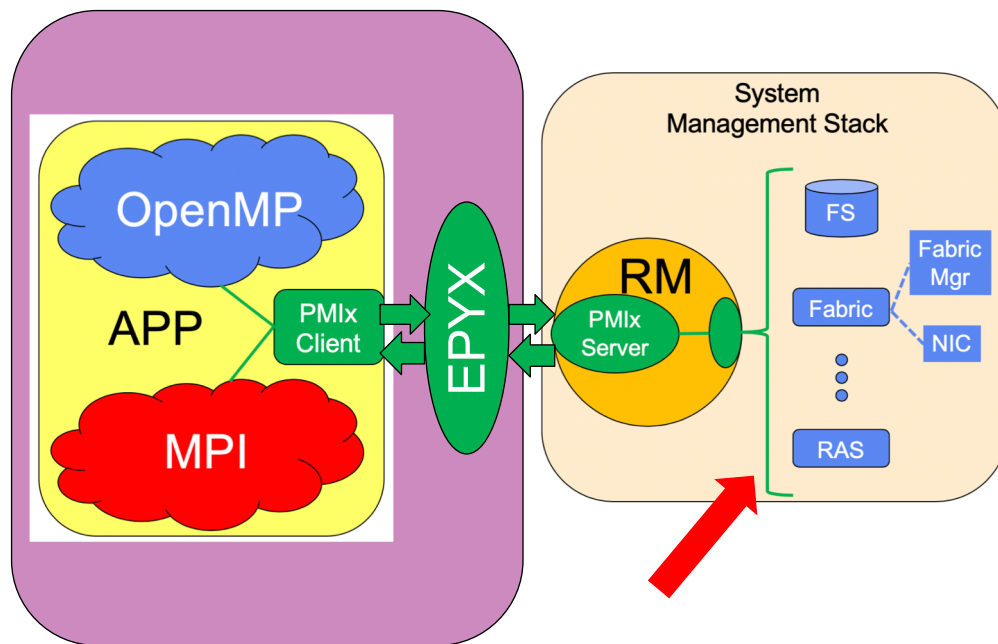 System
Management Stack
OpenMP
APP
MPI
PMIx
Client
EPYX
RM
PMIx
Server
FS
Fabric
Mgr
Fabric
NIC
RAS